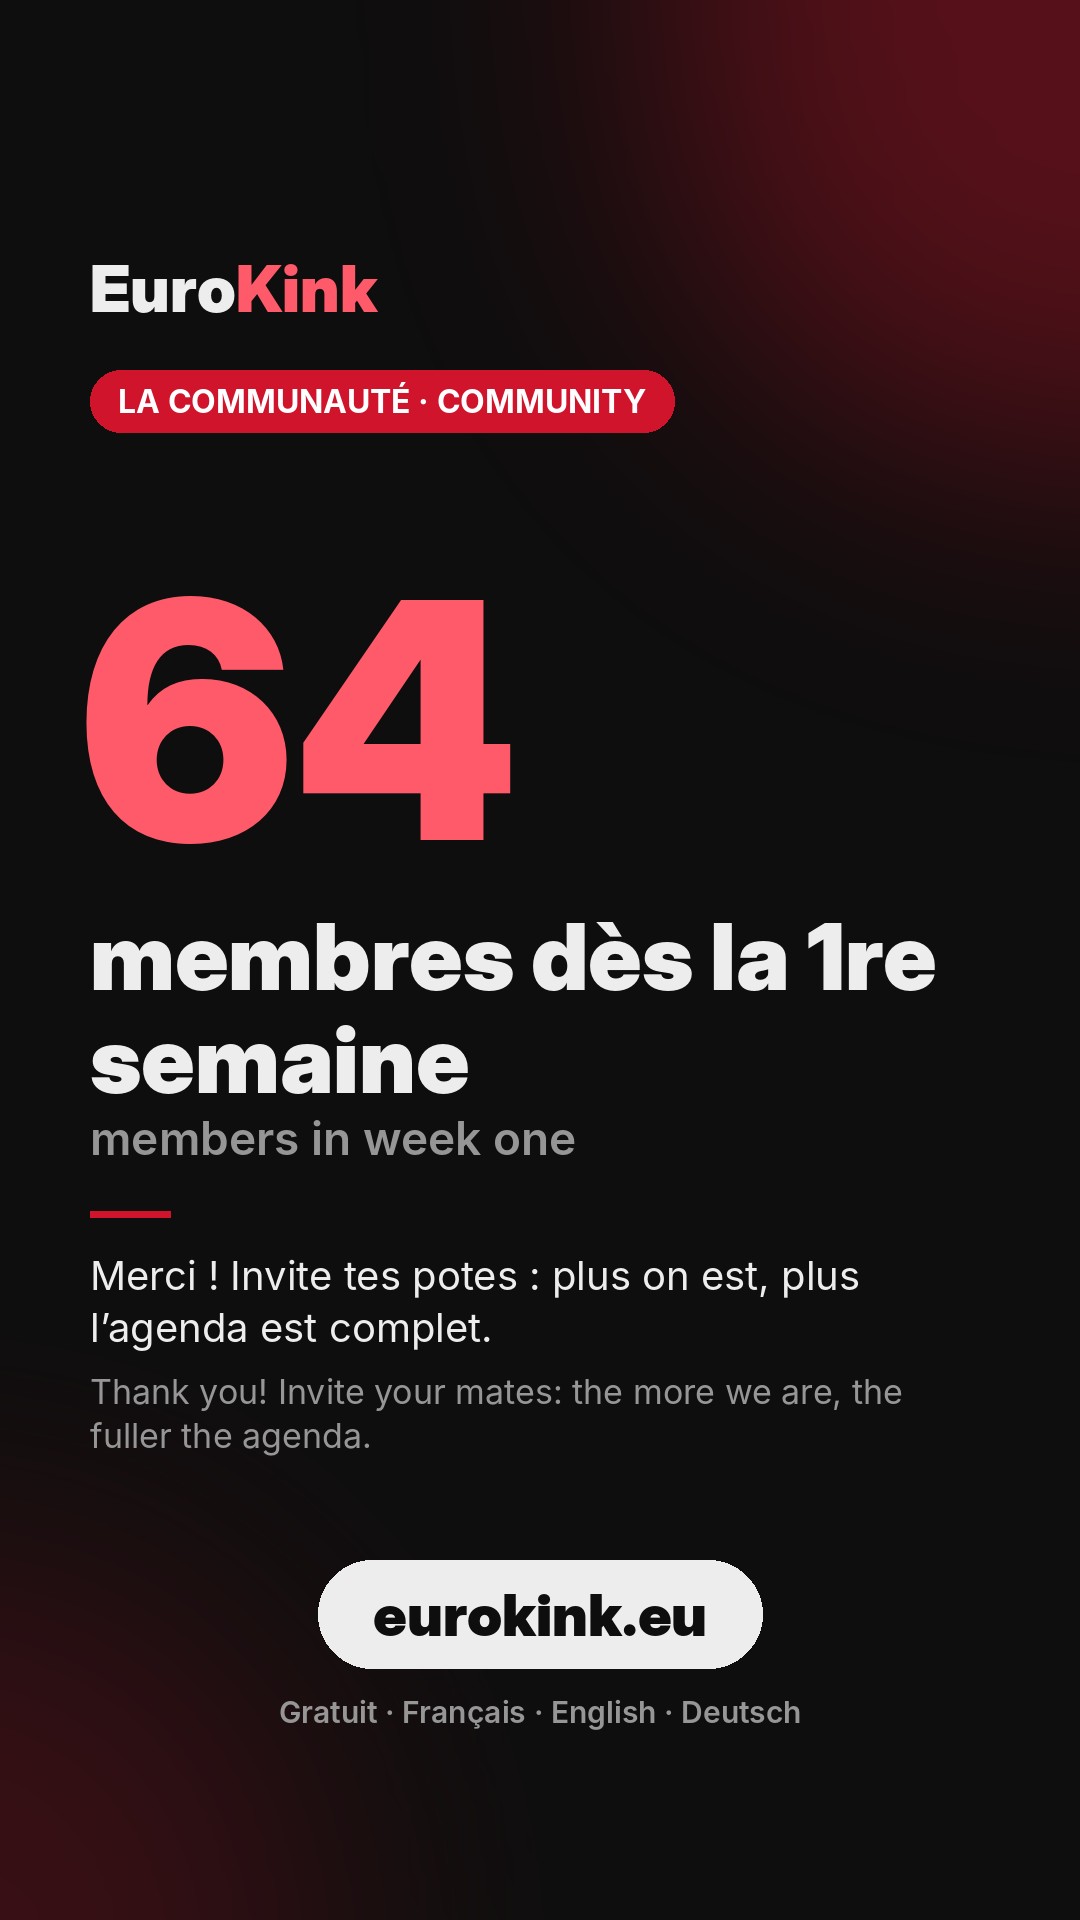 EuroKink
LA COMMUNAUTÉ · COMMUNITY
64
membres dès la 1re
semaine
members in week one
Merci ! Invite tes potes : plus on est, plus
l’agenda est complet.
Thank you! Invite your mates: the more we are, the
fuller the agenda.
eurokink.eu
Gratuit · Français · English · Deutsch